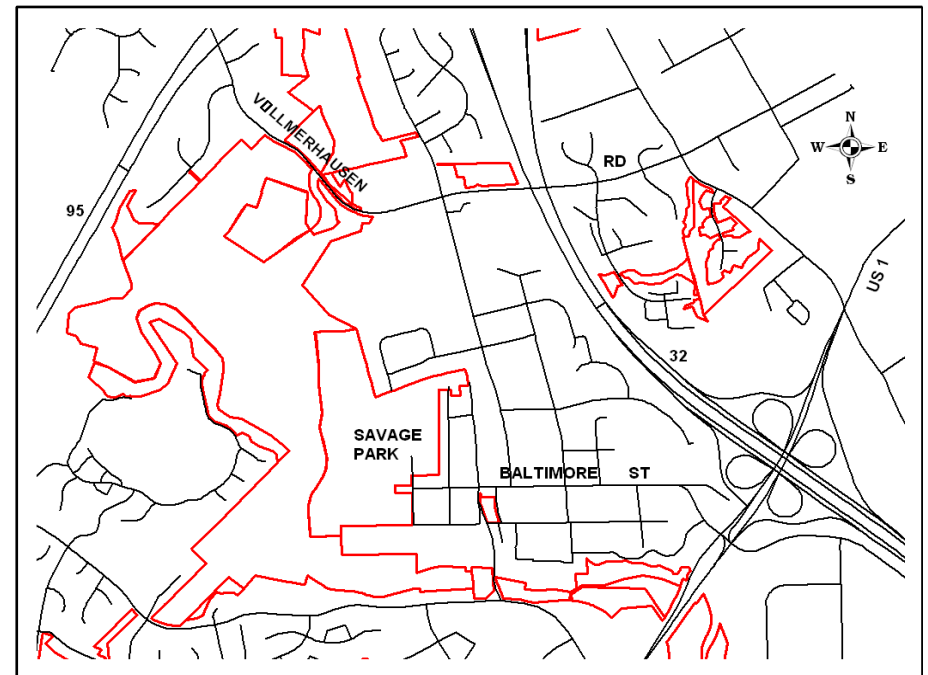 VOLLMERHAUSEN
RD
N
W E
S
95
US 1
32
SAVAGE
PARK
BALTIMORE ST